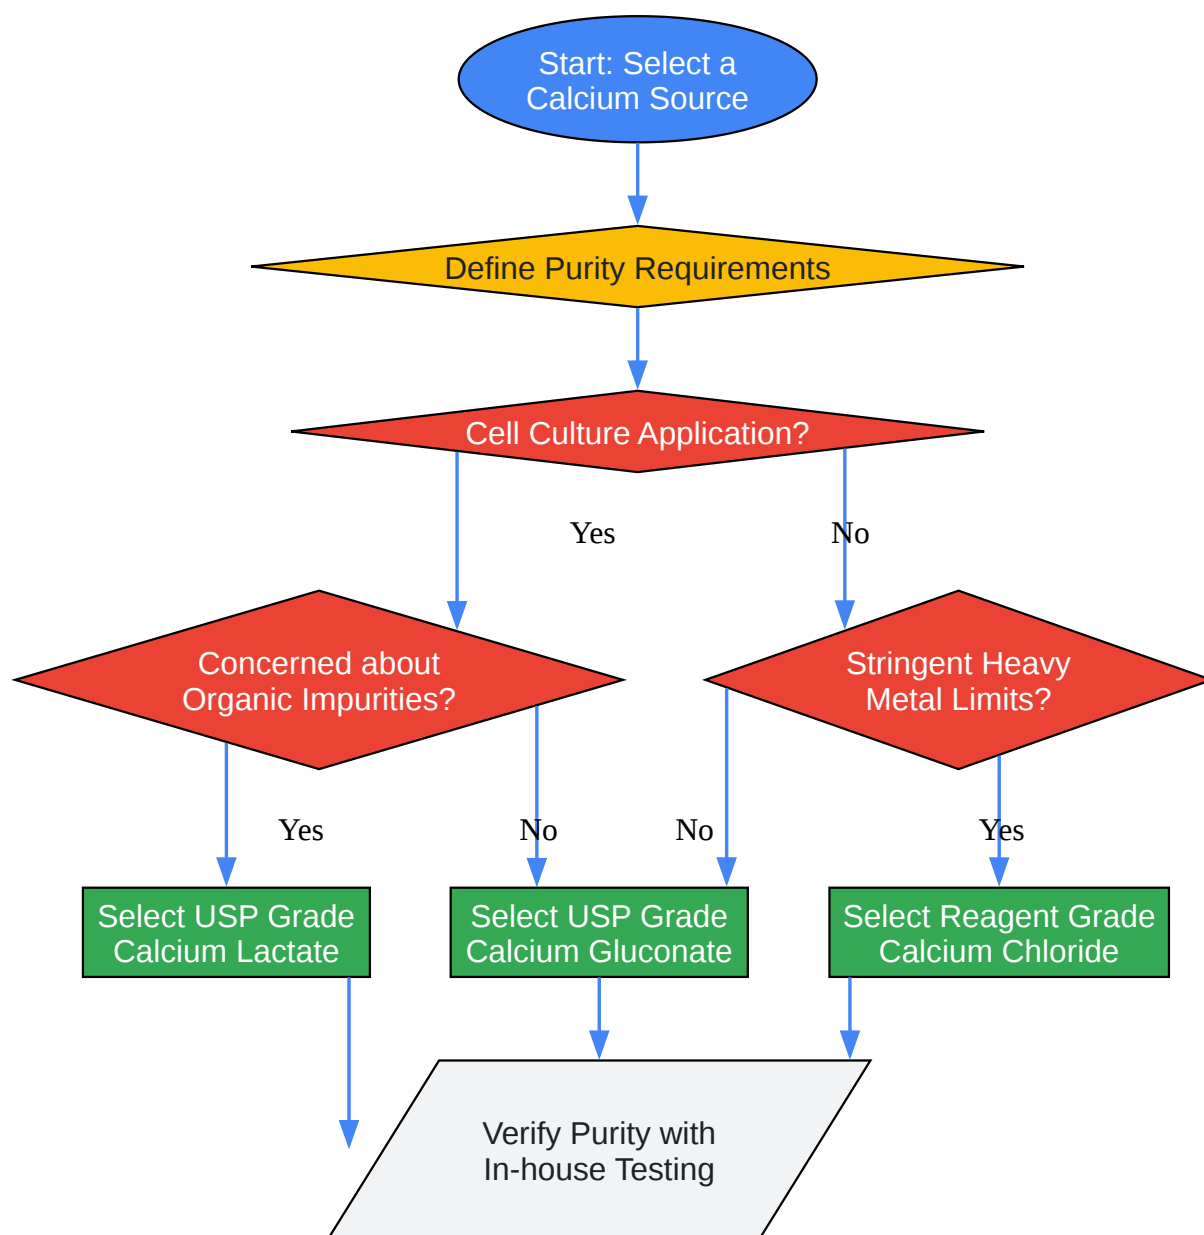 Start: Select a
Calcium Source
Define Purity Requirements
Cell Culture Application?
Yes
No
Concerned about
Organic Impurities?
Stringent Heavy
Metal Limits?
Yes
No
No
Yes
Select USP Grade
Calcium Lactate
Select USP Grade
Calcium Gluconate
Select Reagent Grade
Calcium Chloride
Verify Purity with
In-house Testing